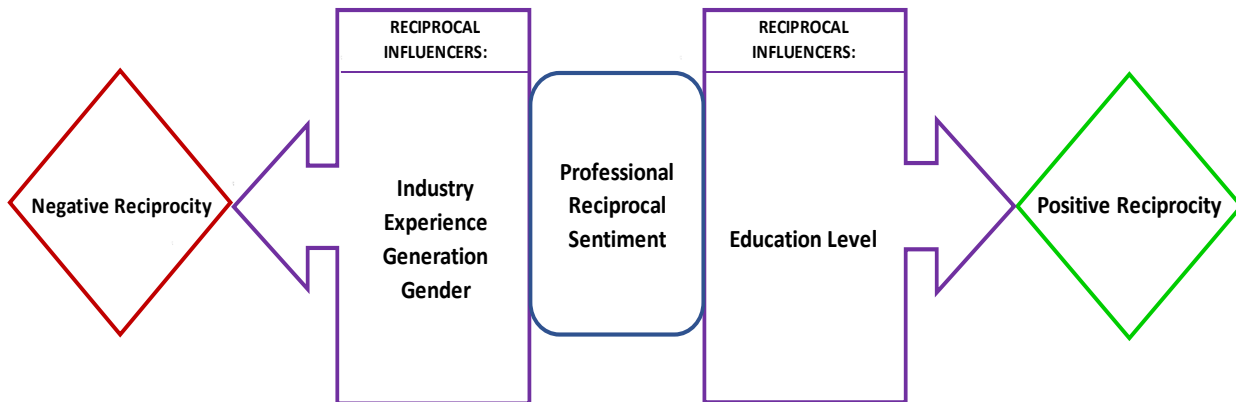 RECIPROCAL
INFLUENCERS:
RECIPROCAL
INFLUENCERS:
Negative Reciprocity
Industry
Experience
Generation
Gender
Professional
Reciprocal
Sentiment
Education Level
Positive Reciprocity